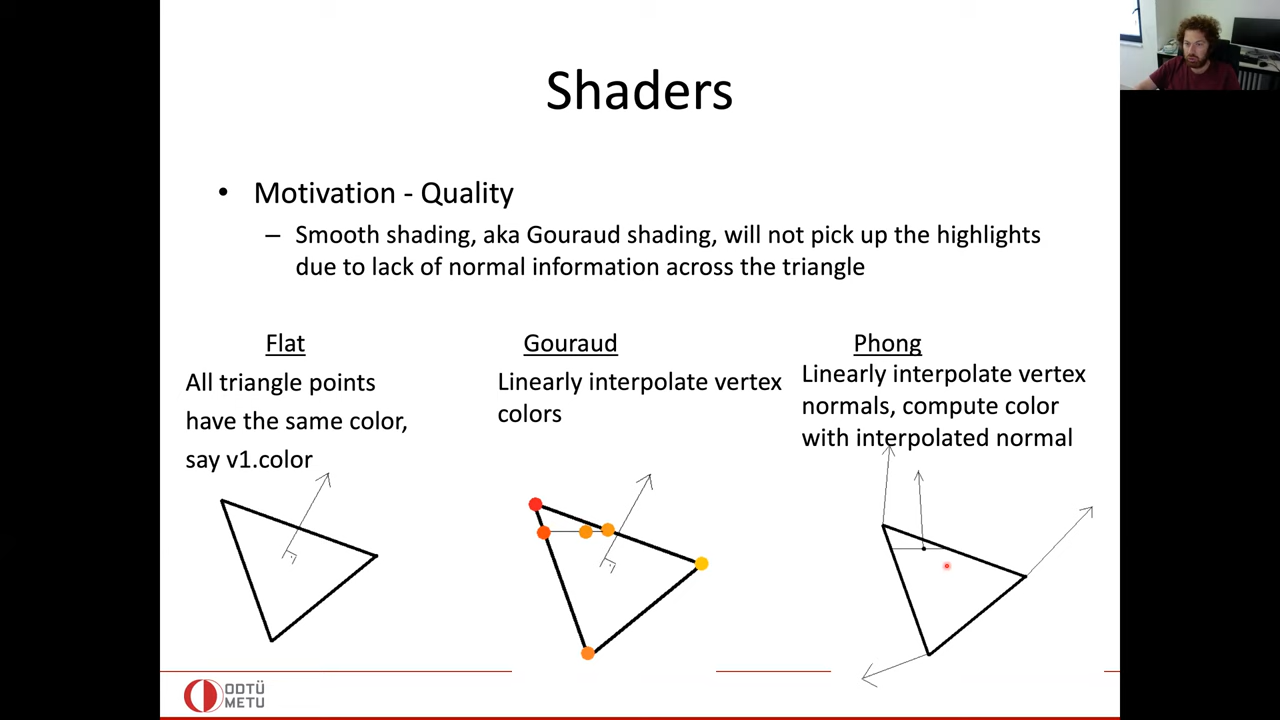 Shaders
• Motivation - Quality
– Smooth shading, aka Gouraud shading, will not pick up the highlights
due to lack of normal information across the triangle
Flat
All triangle points
have the same color,
say v1.color
Gouraud
Linearly interpolate vertex
colors
Phong
Linearly interpolate vertex
normals, compute color
with interpolated normal
ODTÜ
METU